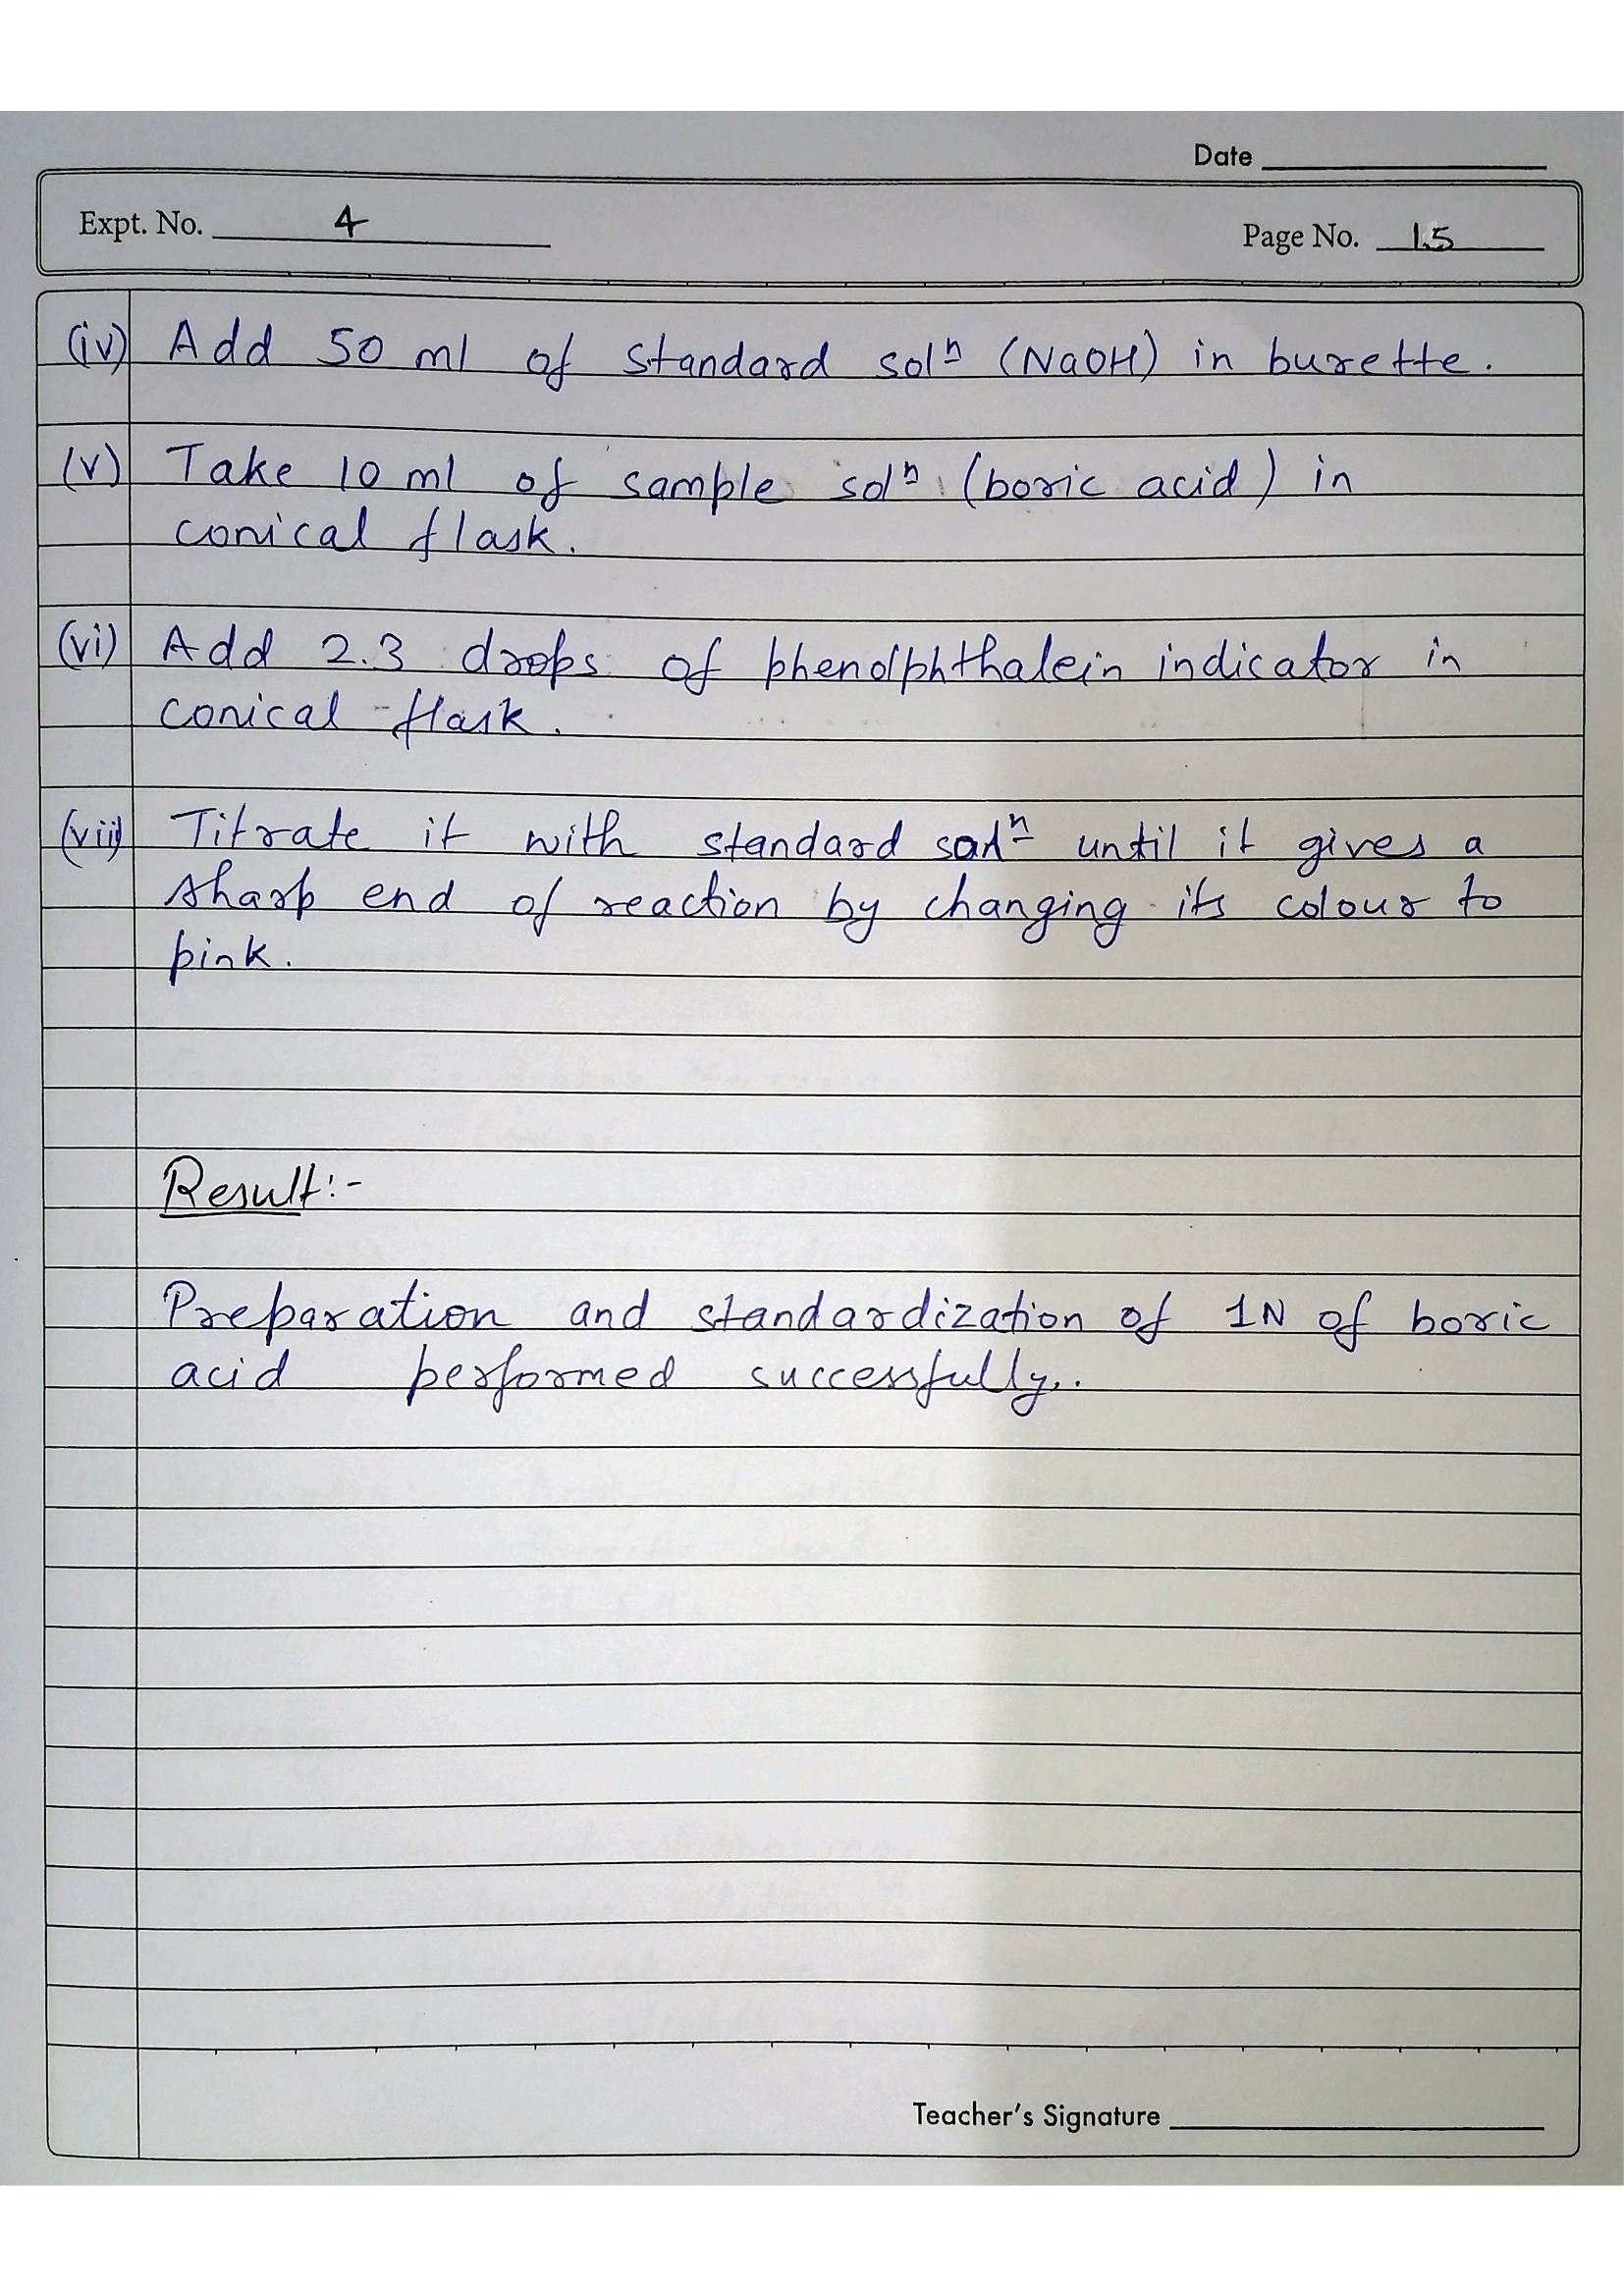 Date
Expt. No. 4
Page No. 15
(iv) Add 50 ml of standard solⁿ (NaOH) in burette.
(v) Take 10 ml of sample solⁿ (boric acid) in
conical flask.
(vi) Add 2.3 drops of phenolphthalein indicator in
conical flask.
(vii) Titrate it with standard solⁿ until it gives a
sharp end of reaction by changing its colour to
pink.
Result:-
Preparation and standardization of 1N of boric
acid performed successfully..
Teacher's Signature